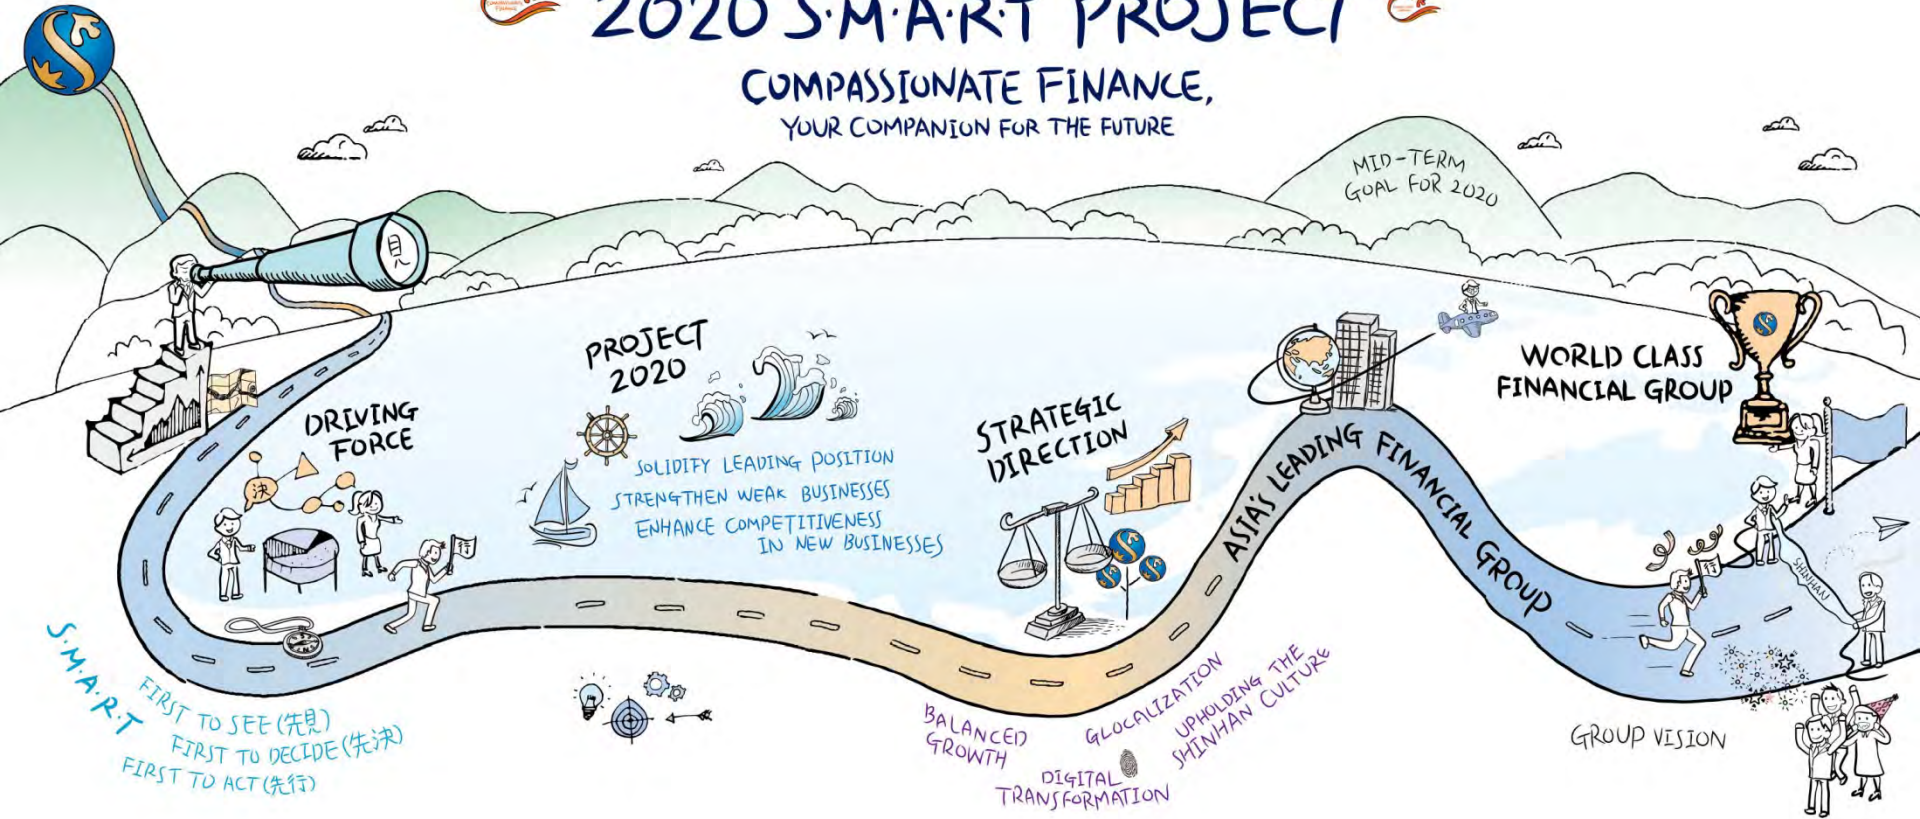 2020 S·M·A·R·T PROJECT
COMPASSIONATE FINANCE,
YOUR COMPANION FOR THE FUTURE
MID-TERM
GOAL FOR 2020
見
PROJECT
2020
SOLIDIFY LEADING POSITION
STRENGTHEN WEAK BUSINESSES
ENHANCE COMPETITIVENESS
IN NEW BUSINESSES
DRIVING
FORCE
決
行
STRATEGIC
DIRECTION
ASIA'S LEADING FINANCIAL GROUP
WORLD CLASS
FINANCIAL GROUP
行
SHINHAN
S·M·A·R·T
FIRST TO SEE (先見)
FIRST TO DECIDE (先決)
FIRST TO ACT (先行)
BALANCED
GROWTH
GLOCALIZATION
UPHOLDING THE
SHINHAN CULTURE
DIGITAL
TRANSFORMATION
GROUP VISION